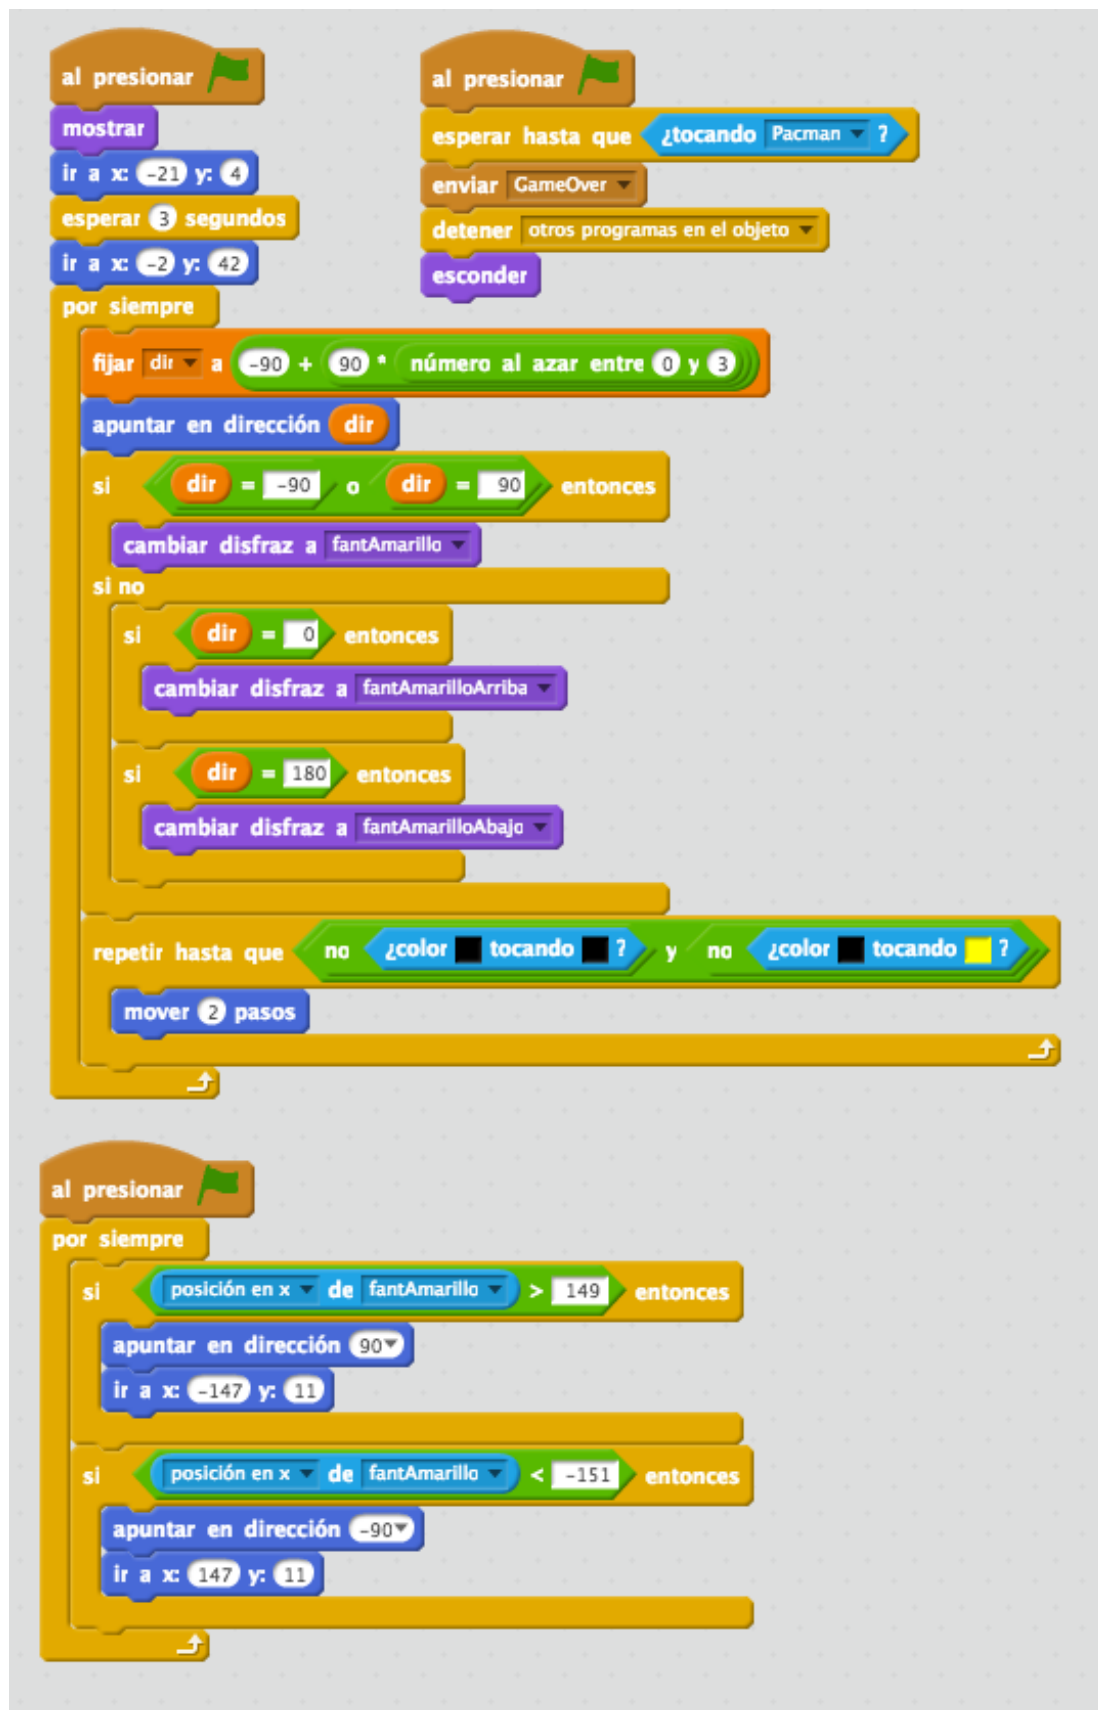 al presionar
mostrar
ir a x: -21 y: 4
esperar 3 segundos
ir a x: -2 y: 42
por siempre
fijar dir a -90 + 90 * número al azar entre 0 y 3
apuntar en dirección dir
si dir = -90 o dir = 90 entonces
cambiar disfraz a fantAmarillo
si no
si dir = 0 entonces
cambiar disfraz a fantAmarilloArriba
si dir = 180 entonces
cambiar disfraz a fantAmarilloAbajo
repetir hasta que no ¿color tocando ? y no ¿color tocando ?
mover 2 pasos
al presionar
esperar hasta que ¿tocando Pacman ?
enviar GameOver
detener otros programas en el objeto
esconder
al presionar
por siempre
si posición en x de fantAmarillo > 149 entonces
apuntar en dirección 90
ir a x: -147 y: 11
si posición en x de fantAmarillo < -151 entonces
apuntar en dirección -90
ir a x: 147 y: 11